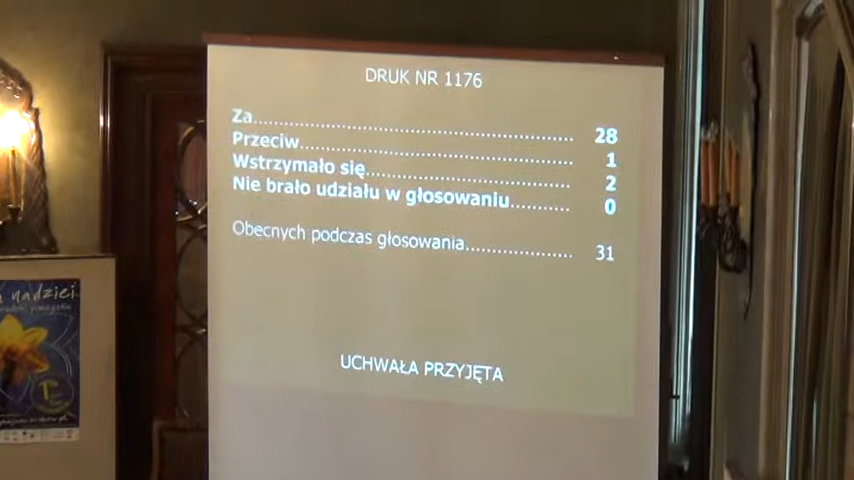 DRUK NR 1176
Za 28
Przeciw 1
Wstrzymało się 2
Nie brało udziału w głosowaniu 0
Obecnych podczas głosowania 31
UCHWAŁA PRZYJĘTA
nadziei